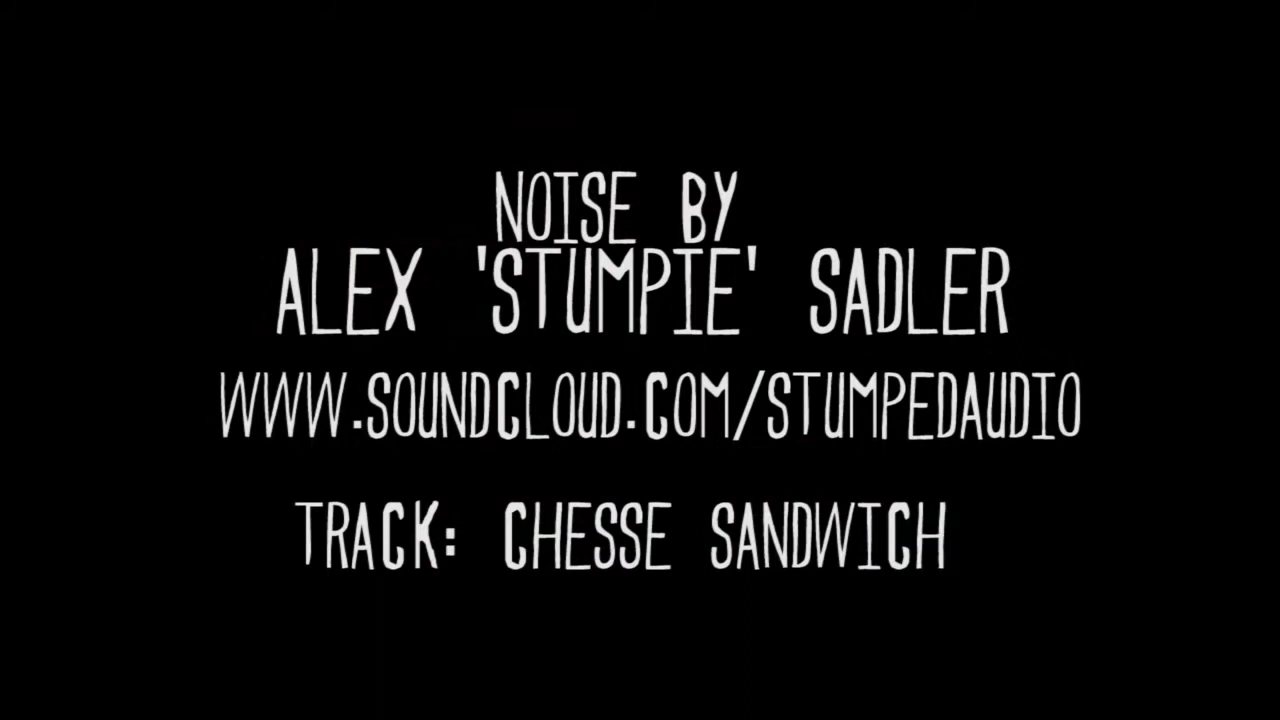 NOISE BY
ALEX 'STUMPIE' SADLER
WWW.SOUNDCLOUD.COM/STUMPEDAUDIO
TRACK: CHESSE SANDWICH